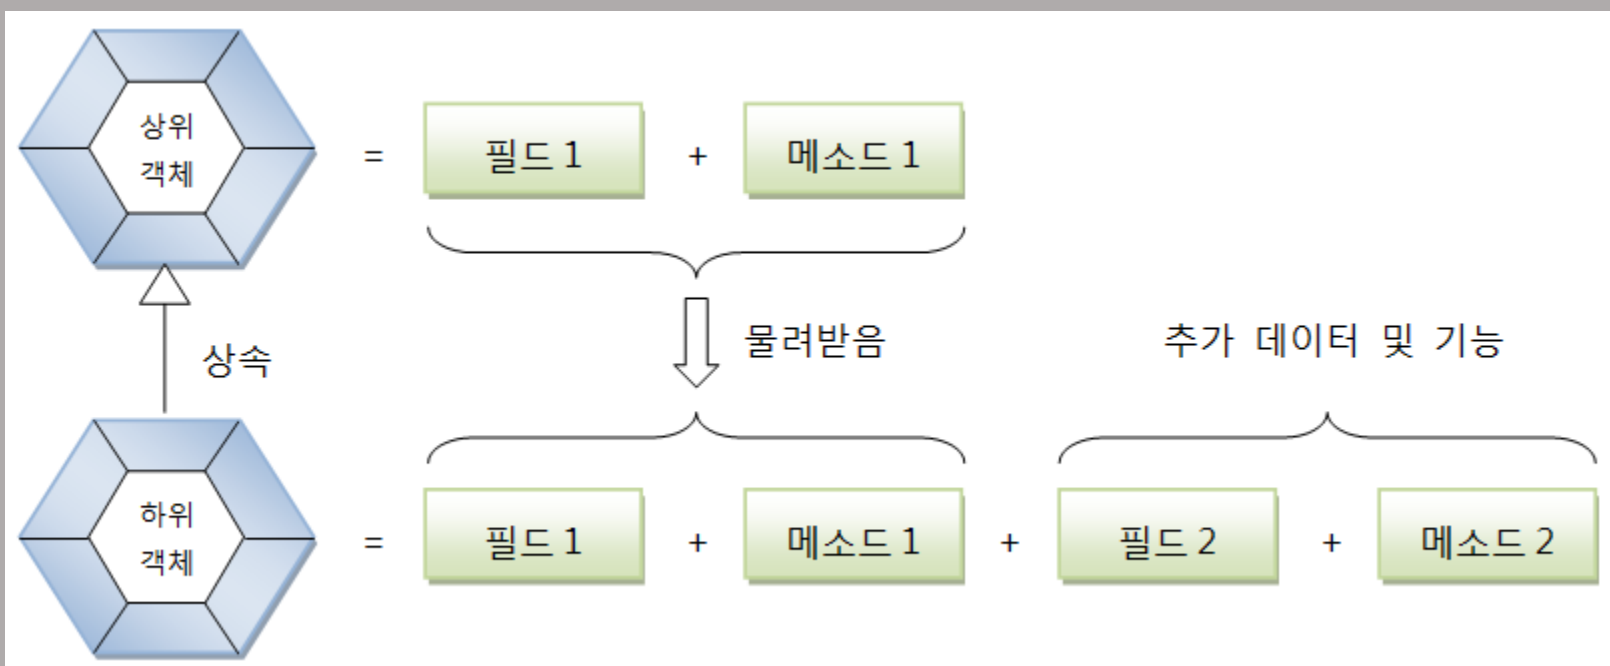 상위
객체
= 필드 1 + 메소드 1
상속
물려받음
추가 데이터 및 기능
하위
객체
= 필드 1 + 메소드 1 + 필드 2 + 메소드 2